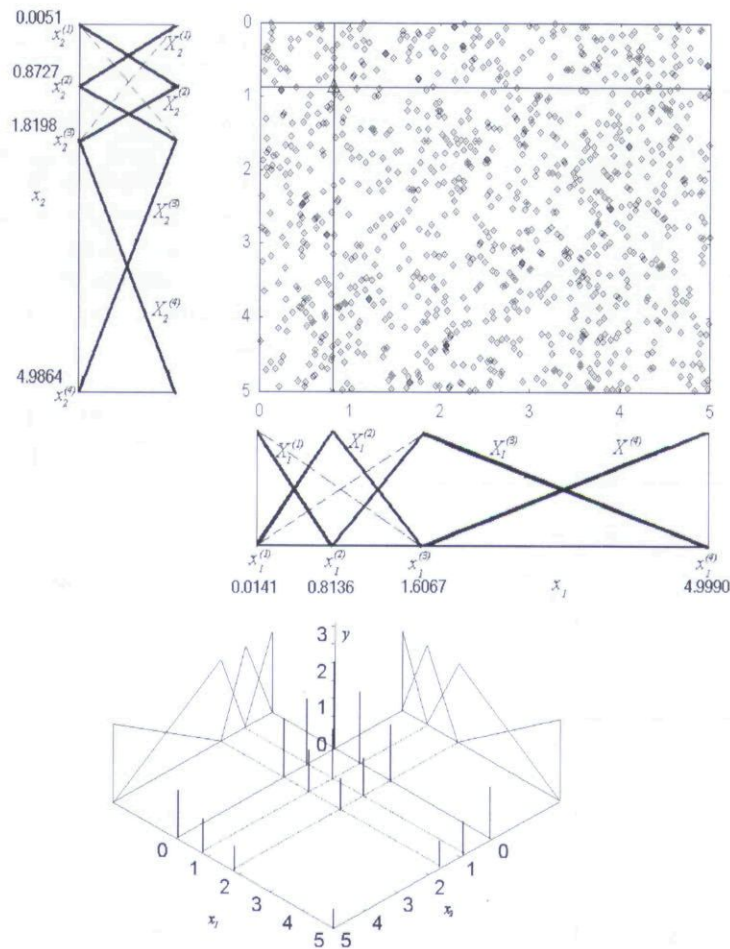 0.0051
x₂⁽¹⁾
X₂⁽¹⁾
0.8727
x₂⁽²⁾
X₂⁽²⁾
1.8198
x₂⁽³⁾
x₂
X₂⁽³⁾
X₂⁽⁴⁾
4.9864
x₂⁽⁴⁾
0
1
2
3
4
5
0 1 2 3 4 5
X₁⁽¹⁾ X₁⁽²⁾ X₁⁽³⁾ X⁽⁴⁾
x₁⁽¹⁾ x₁⁽²⁾ x₁⁽³⁾ x₁⁽⁴⁾
0.0141 0.8136 1.6067 x₁ 4.9990
3 y
2
1
0
0 0
1 1
2 2
3 3
4 4
5 5
x₁